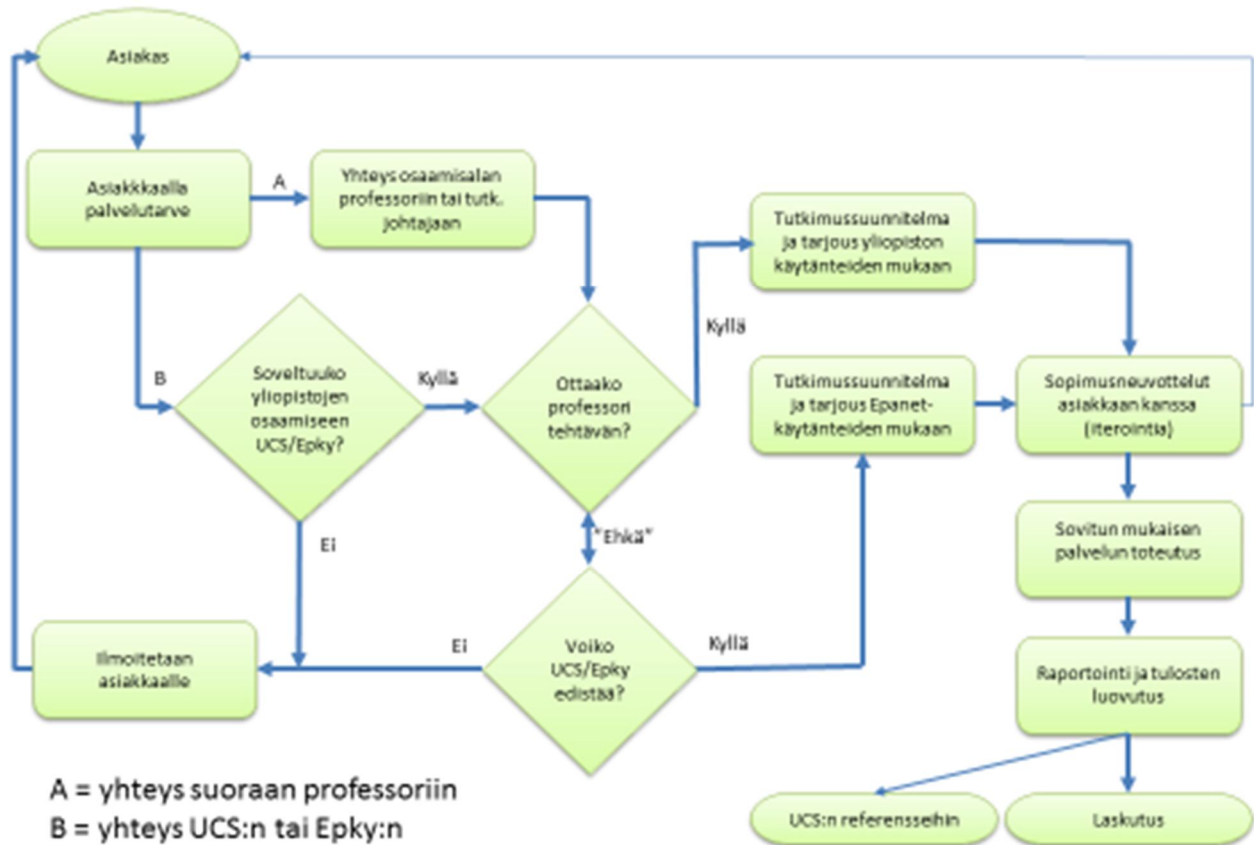 Asiakas
Asiakkkaalla
palvelutarve
A
Yhteys osaamisalan
professoriin tai tutk.
johtajaan
Tutkimussuunnitelma
ja tarjous yliopiston
käytänteiden mukaan
B
Soveltuuko
yliopistojen
osaamiseen
UCS/Epky?
Kyllä
Ottaako
professori
tehtävän?
Kyllä
Tutkimussuunnitelma
ja tarjous Epanet-
käytänteiden mukaan
Sopimusneuvottelut
asiakkaan kanssa
(iterointia)
Ei
"Ehkä"
Sovitun mukaisen
palvelun toteutus
Ilmoitetaan
asiakkaalle
Ei
Voiko
UCS/Epky
edistää?
Kyllä
Raportointi ja tulosten
luovutus
A = yhteys suoraan professoriin
B = yhteys UCS:n tai Epky:n
UCS:n referensseihin
Laskutus